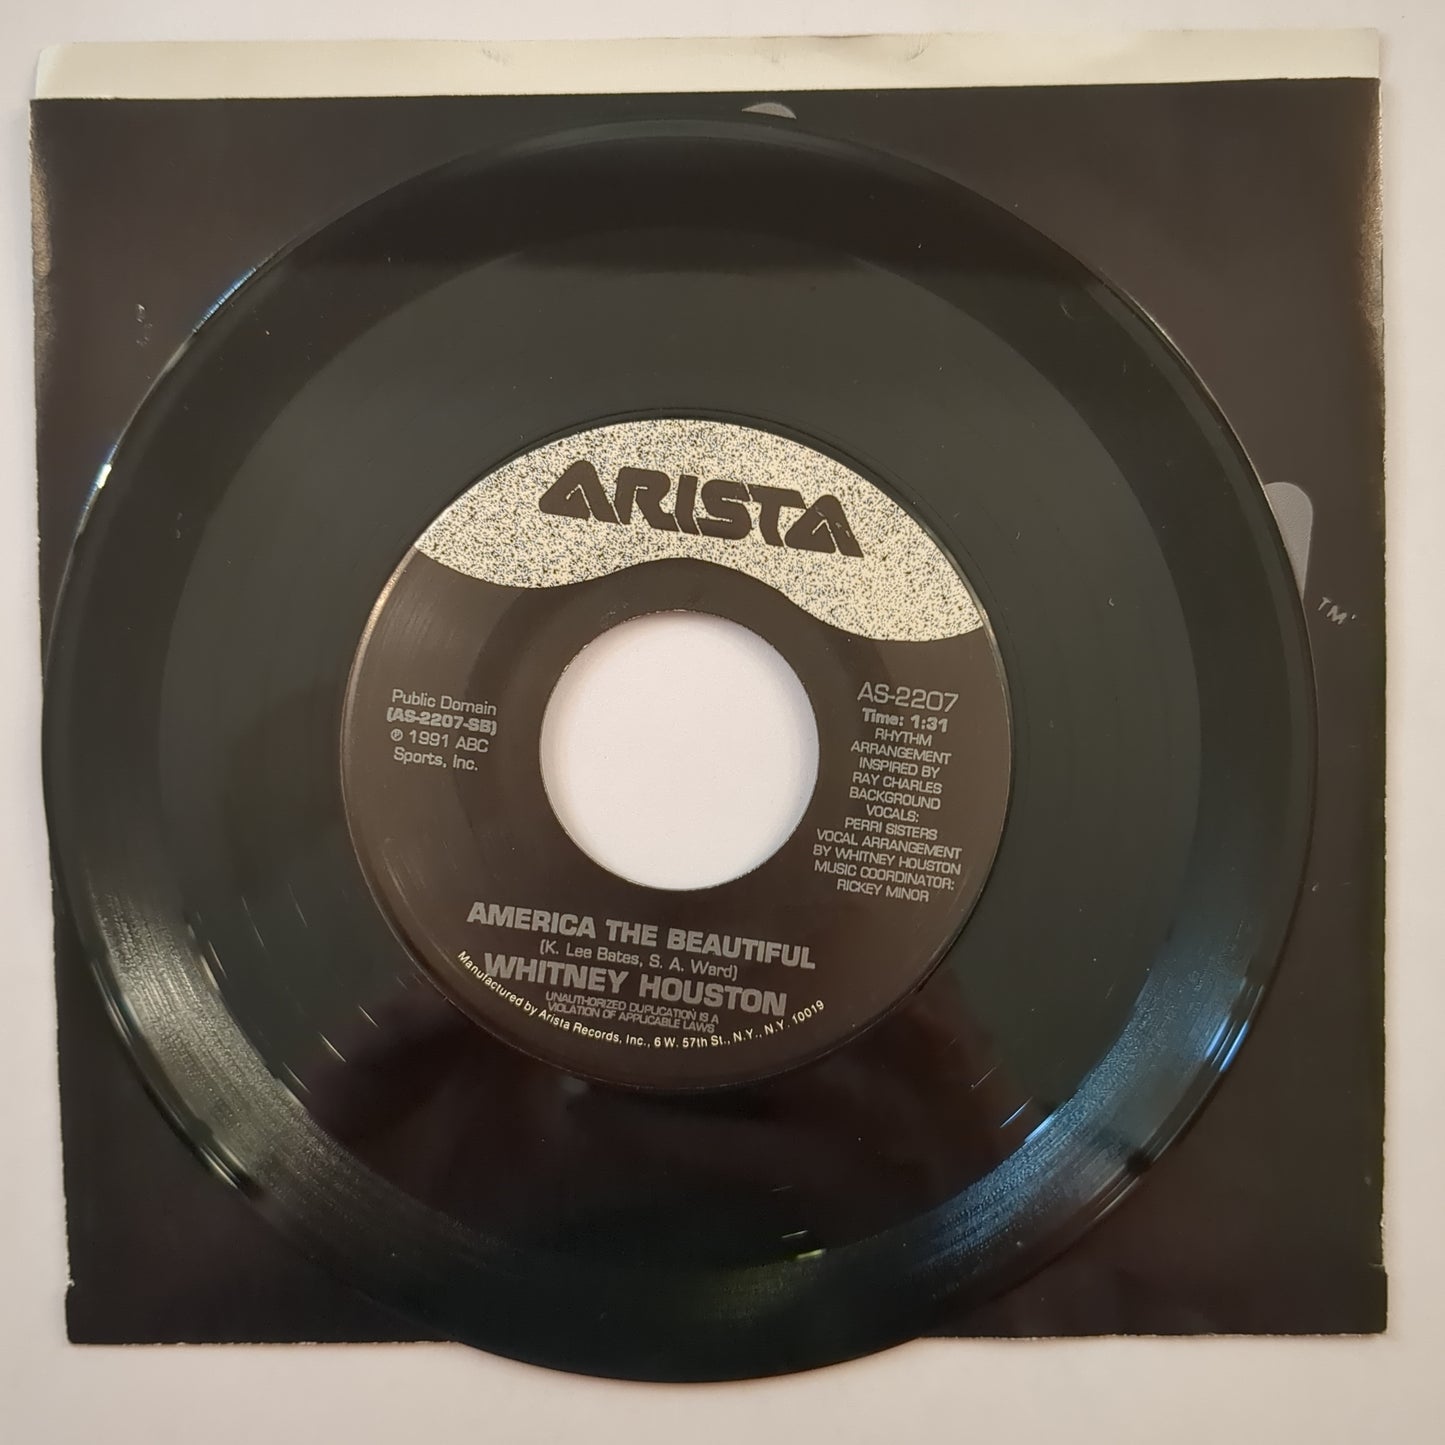 ARISTA
TM
Public Domain
(AS-2207-SB)
℗ 1991 ABC
Sports, Inc.
AS-2207
Time: 1:31
RHYTHM
ARRANGEMENT
INSPIRED BY
RAY CHARLES
BACKGROUND
VOCALS:
PERRI SISTERS
VOCAL ARRANGEMENT
BY WHITNEY HOUSTON
MUSIC COORDINATOR:
RICKEY MINOR
AMERICA THE BEAUTIFUL
(K. Lee Bates, S. A. Ward)
WHITNEY HOUSTON
UNAUTHORIZED DUPLICATION IS A
VIOLATION OF APPLICABLE LAWS
Manufactured by Arista Records, Inc., 6 W. 57th St., N.Y., N.Y. 10019